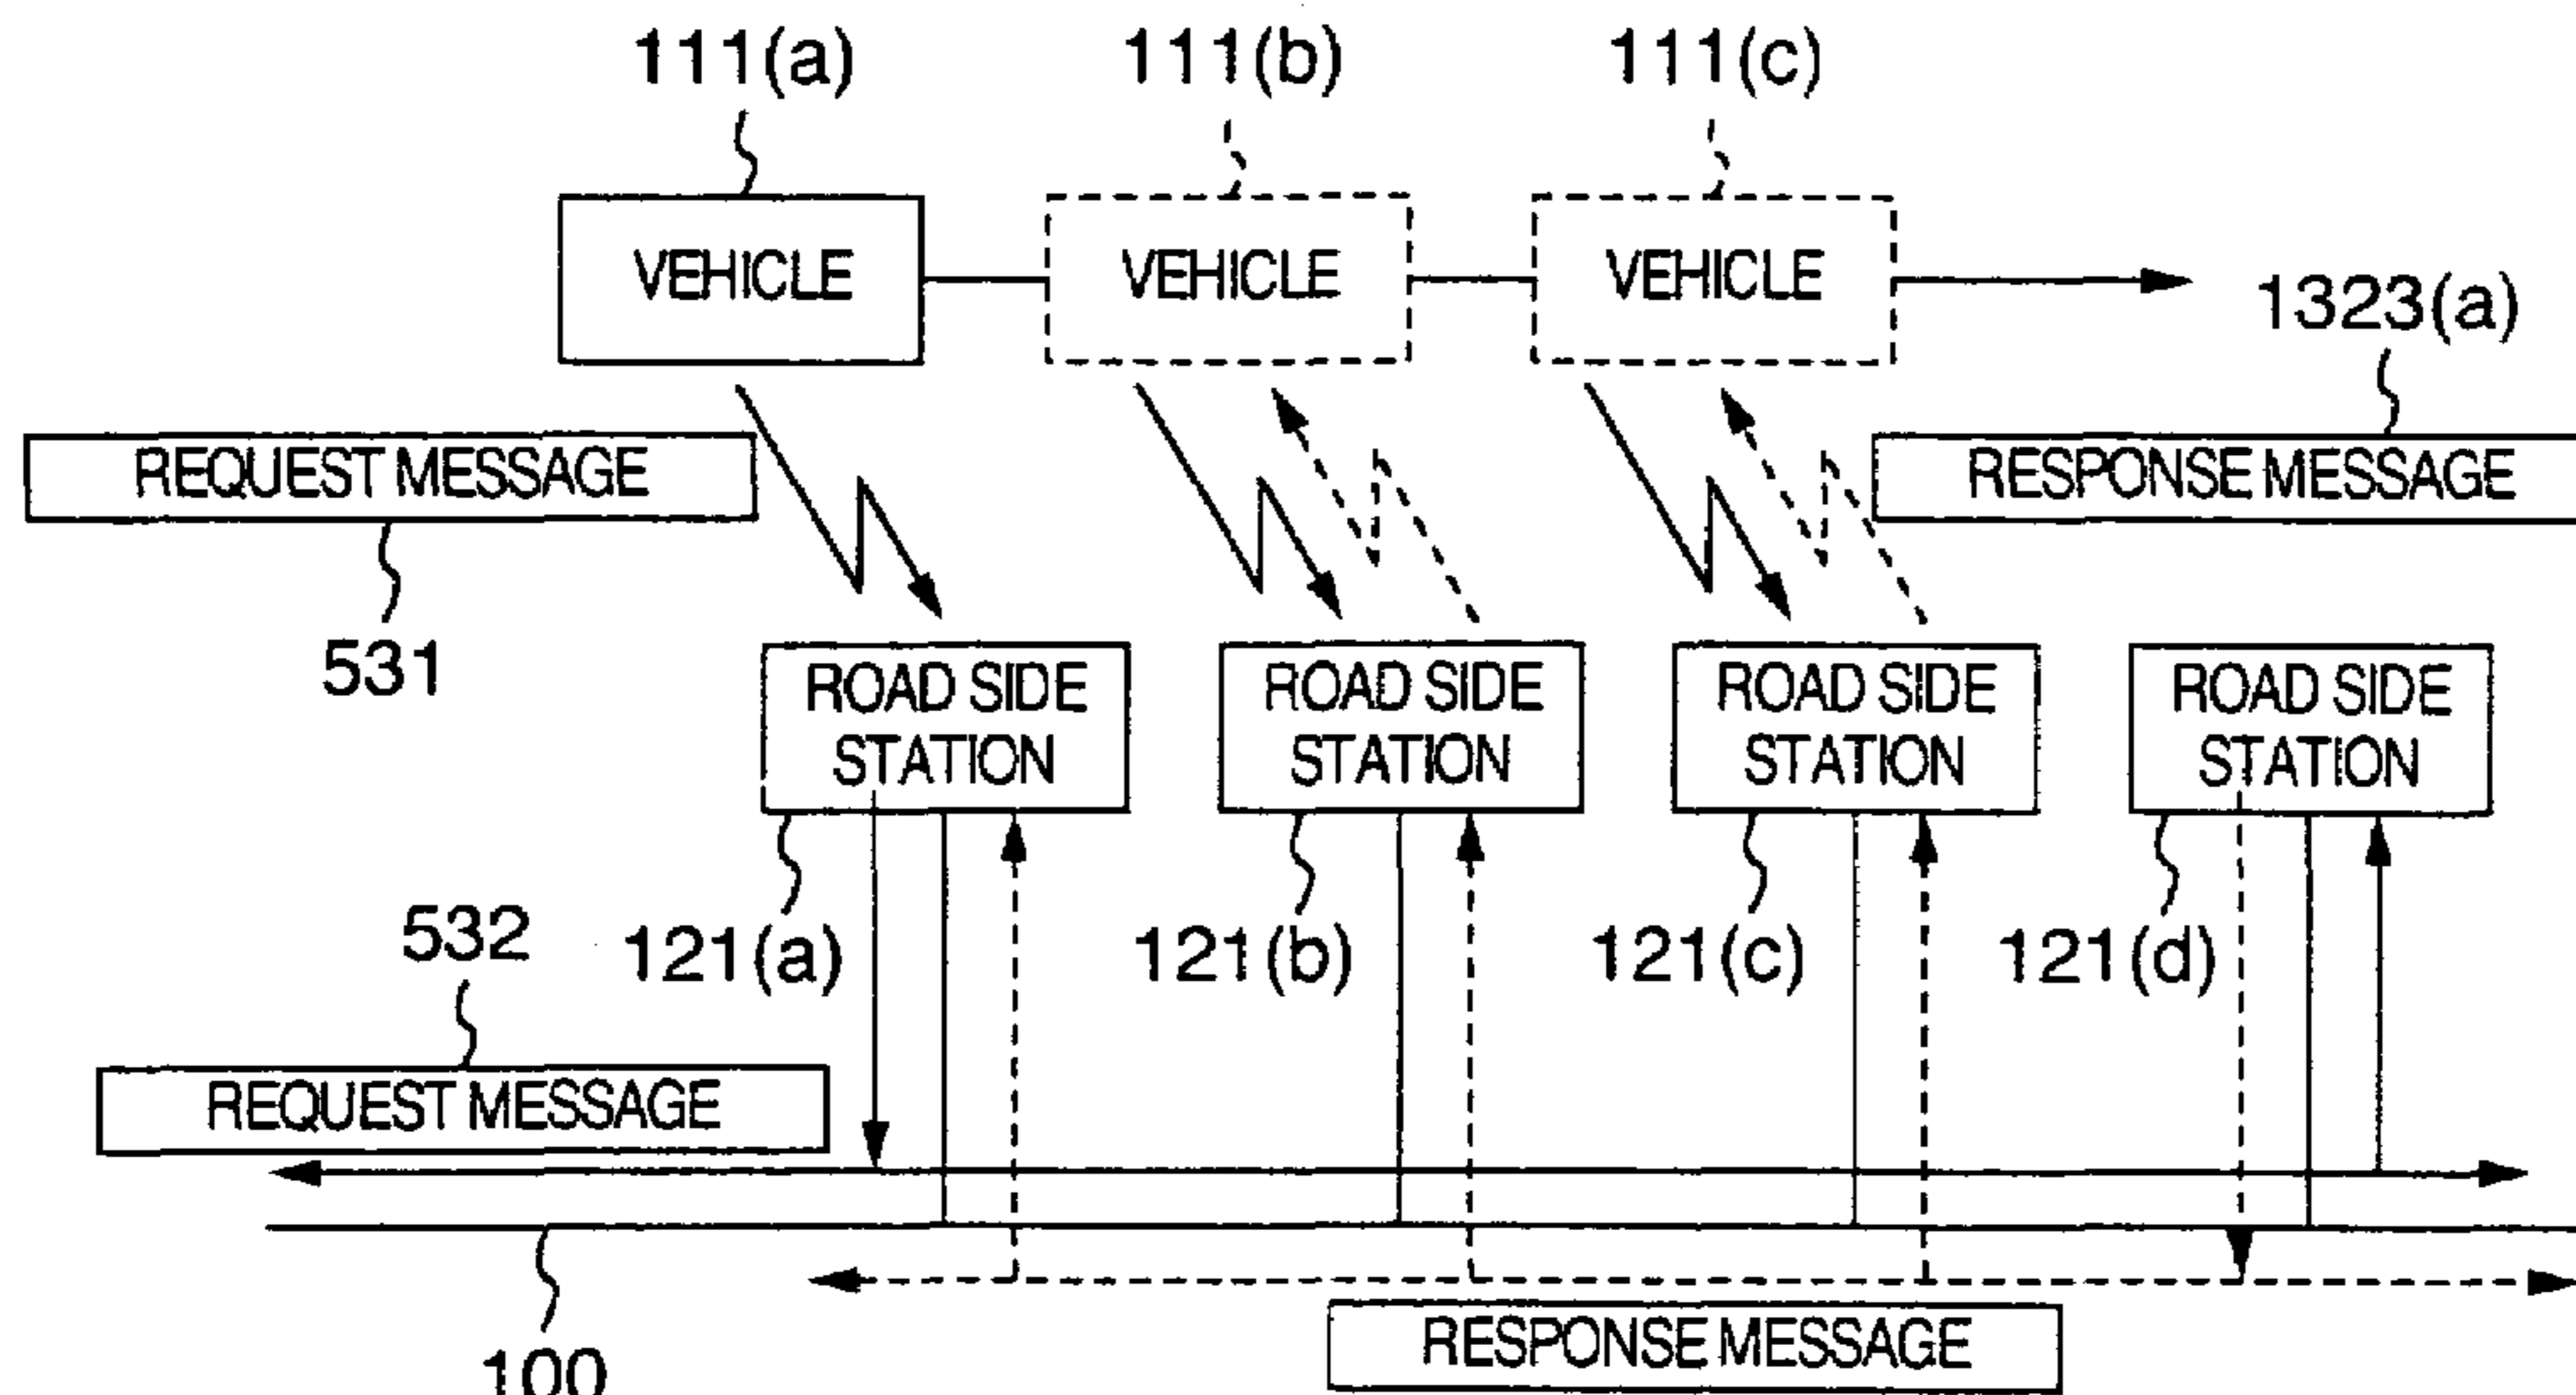 111(a) 111(b) 111(c)
VEHICLE VEHICLE VEHICLE
1323(a)
REQUEST MESSAGE RESPONSE MESSAGE
531
ROAD SIDE STATION
ROAD SIDE STATION
ROAD SIDE STATION
ROAD SIDE STATION
532 121(a) 121(b) 121(c) 121(d)
REQUEST MESSAGE
RESPONSE MESSAGE
100